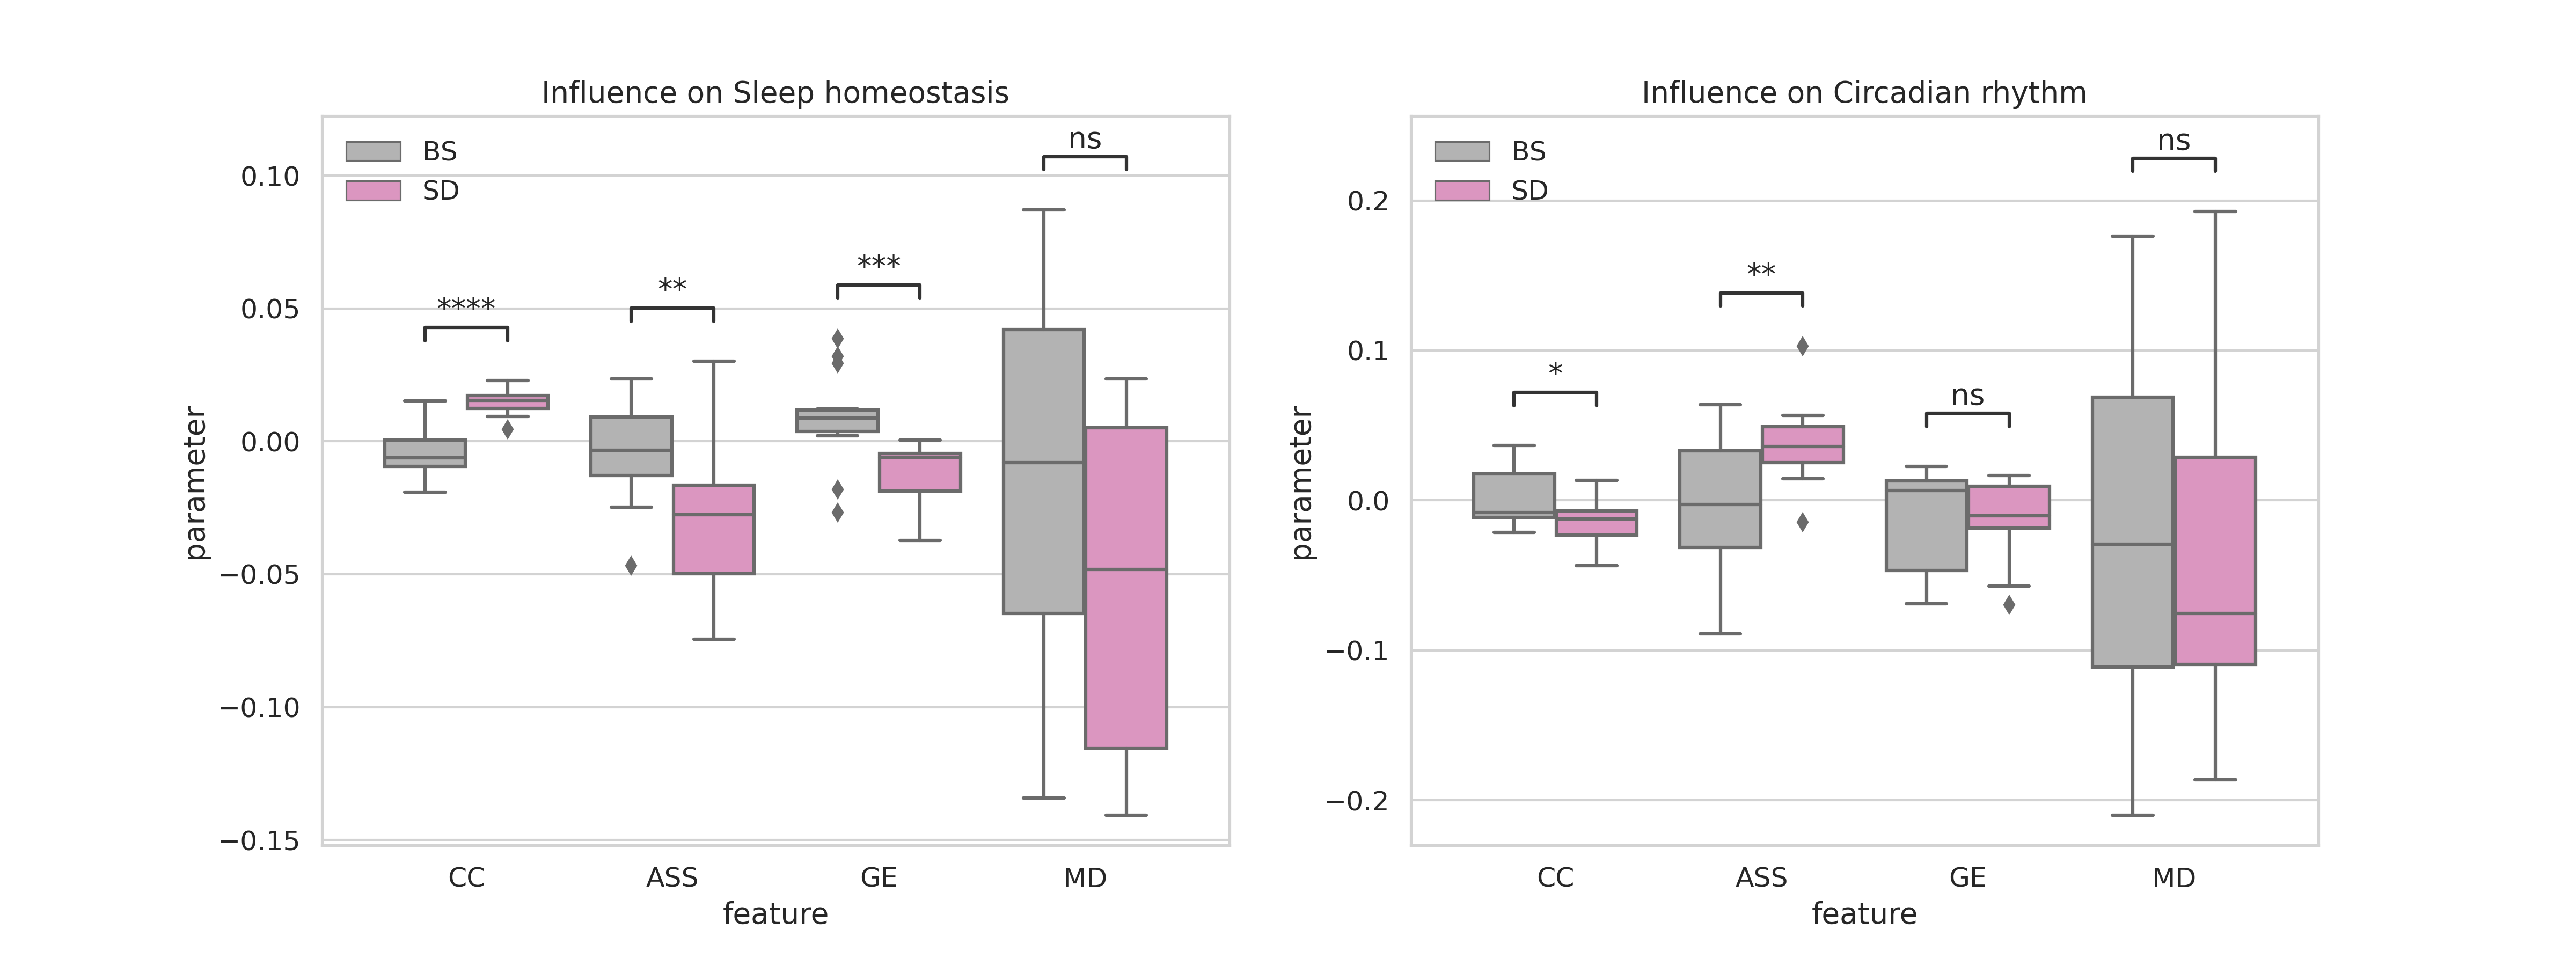 Influence on Sleep homeostasis
BS
SD
ns
****
**
***
0.10
0.05
0.00
−0.05
−0.10
−0.15
parameter
CC ASS GE MD
feature
Influence on Circadian rhythm
BS
SD
ns
*
**
ns
0.2
0.1
0.0
−0.1
−0.2
parameter
CC ASS GE MD
feature